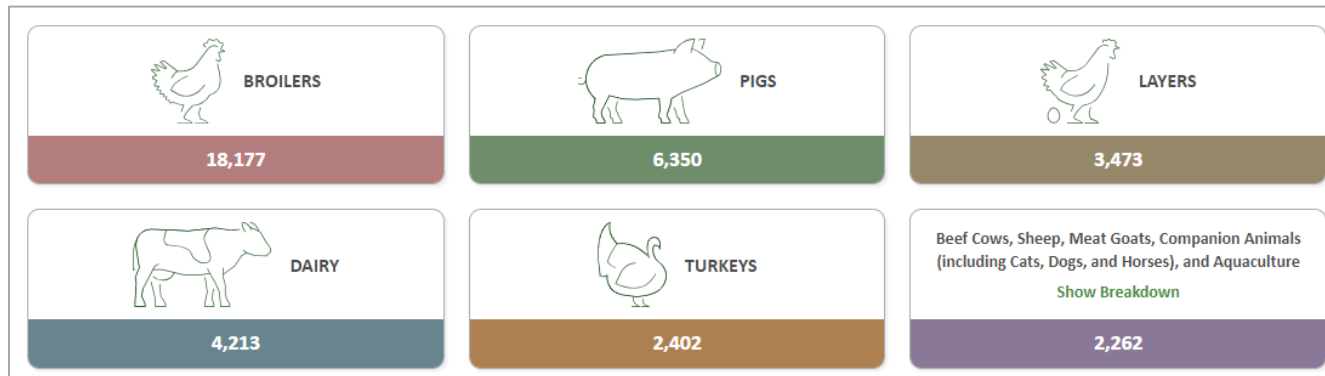 BROILERS
18,177
PIGS
6,350
LAYERS
3,473
DAIRY
4,213
TURKEYS
2,402
Beef Cows, Sheep, Meat Goats, Companion Animals
(including Cats, Dogs, and Horses), and Aquaculture
Show Breakdown
2,262